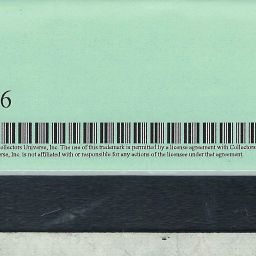 6
ollectors Universe, Inc. The use of this trademark is permitted by a license agreement with Collectors
erse, Inc. is not affiliated with or responsible for any actions of the licensee under that agreement.